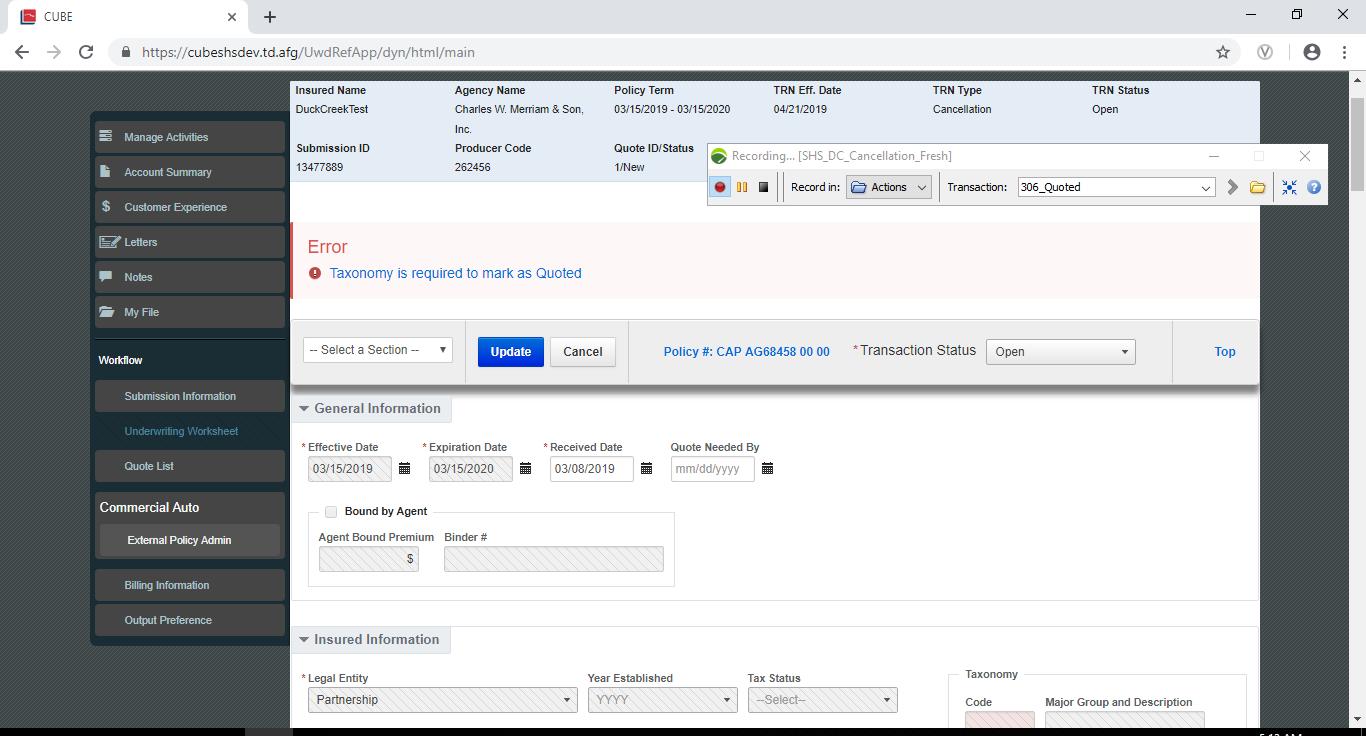 CUBE
https://cubeshsdev.td.afg/UwdRefApp/dyn/html/main
Insured Name Agency Name Policy Term TRN Eff. Date TRN Type TRN Status
DuckCreekTest Charles W. Merriam & Son, 03/15/2019 - 03/15/2020 04/21/2019 Cancellation Open
Inc.
Submission ID Producer Code Quote ID/Status
13477889 262456 1/New
Recording... [SHS_DC_Cancellation_Fresh]
Record in: Actions Transaction: 306_Quoted
Manage Activities
Account Summary
Customer Experience
Letters
Notes
My File
Workflow
Submission Information
Underwriting Worksheet
Quote List
Commercial Auto
External Policy Admin
Billing Information
Output Preference
Error
Taxonomy is required to mark as Quoted
-- Select a Section -- Update Cancel Policy #: CAP AG68458 00 00 *Transaction Status Open Top
General Information
*Effective Date *Expiration Date *Received Date Quote Needed By
03/15/2019 03/15/2020 03/08/2019 mm/dd/yyyy
Bound by Agent
Agent Bound Premium Binder #
$
Insured Information
*Legal Entity Year Established Tax Status Taxonomy
Partnership YYYY --Select-- Code Major Group and Description